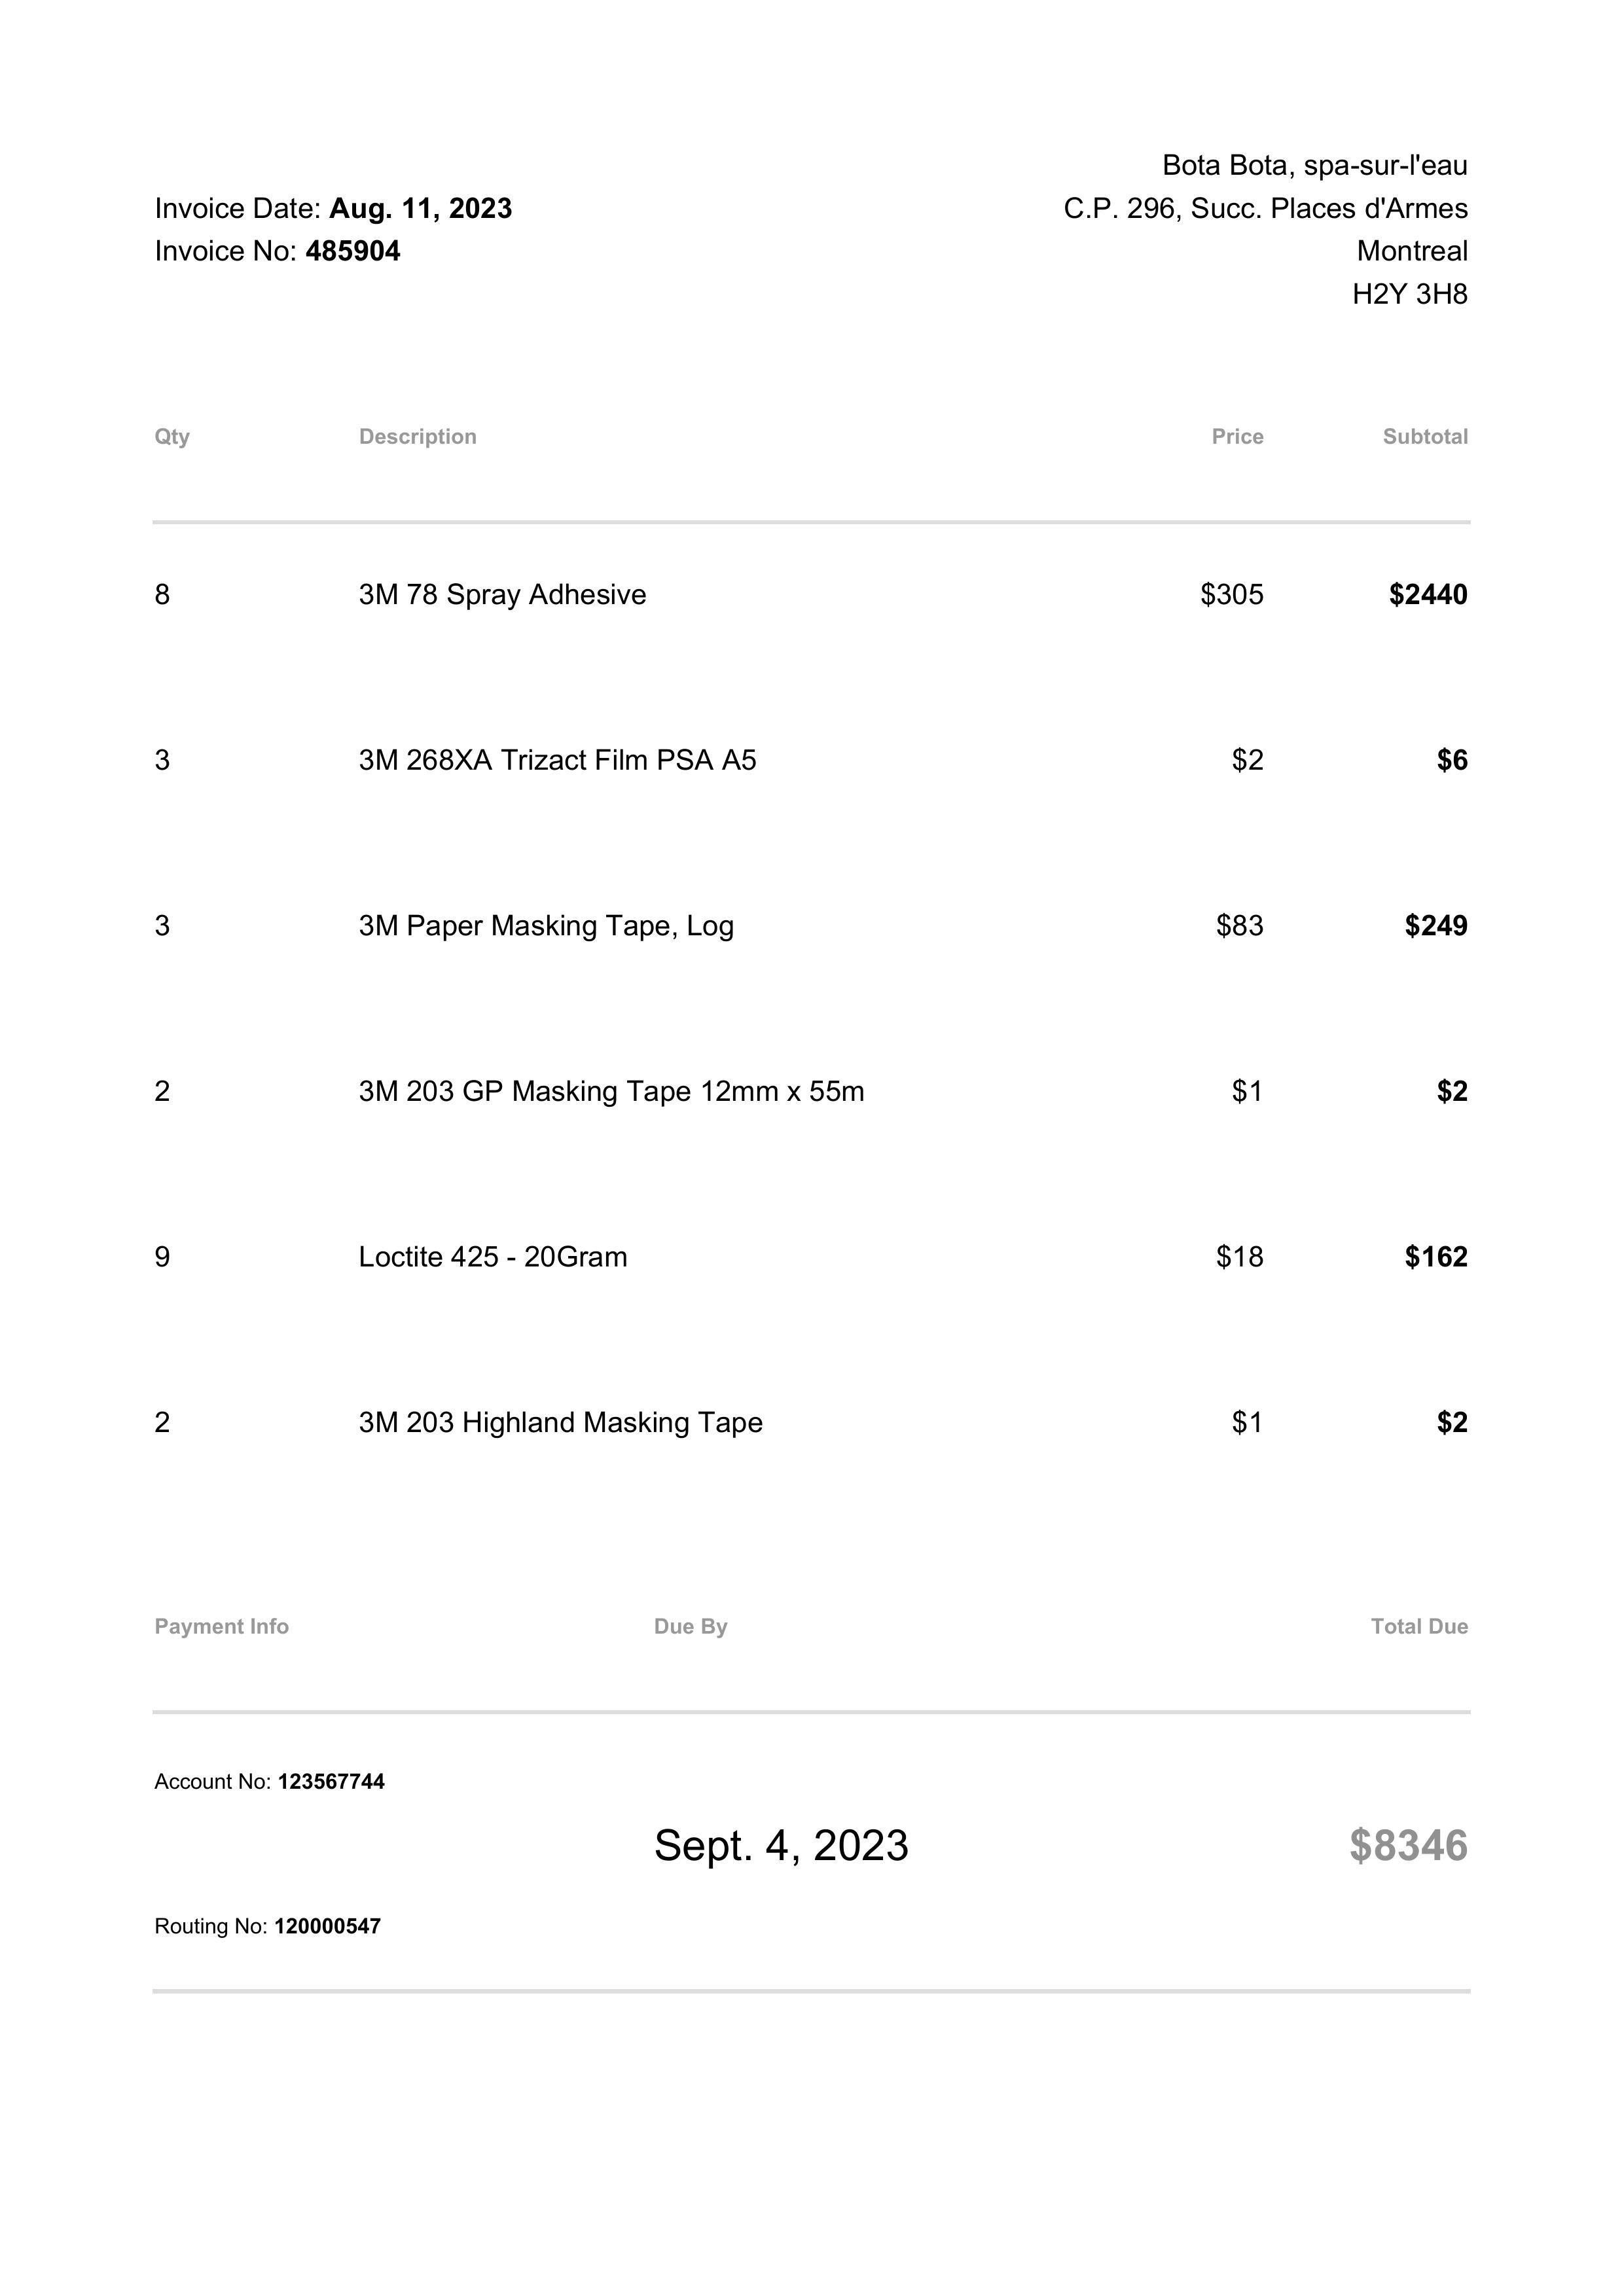 Bota Bota, spa-sur-l'eau
Invoice Date: Aug. 11, 2023 C.P. 296, Succ. Places d'Armes
Invoice No: 485904 Montreal
H2Y 3H8
Qty Description Price Subtotal
8 3M 78 Spray Adhesive $305 $2440
3 3M 268XA Trizact Film PSA A5 $2 $6
3 3M Paper Masking Tape, Log $83 $249
2 3M 203 GP Masking Tape 12mm x 55m $1 $2
9 Loctite 425 - 20Gram $18 $162
2 3M 203 Highland Masking Tape $1 $2
Payment Info Due By Total Due
Account No: 123567744
Sept. 4, 2023 $8346
Routing No: 120000547